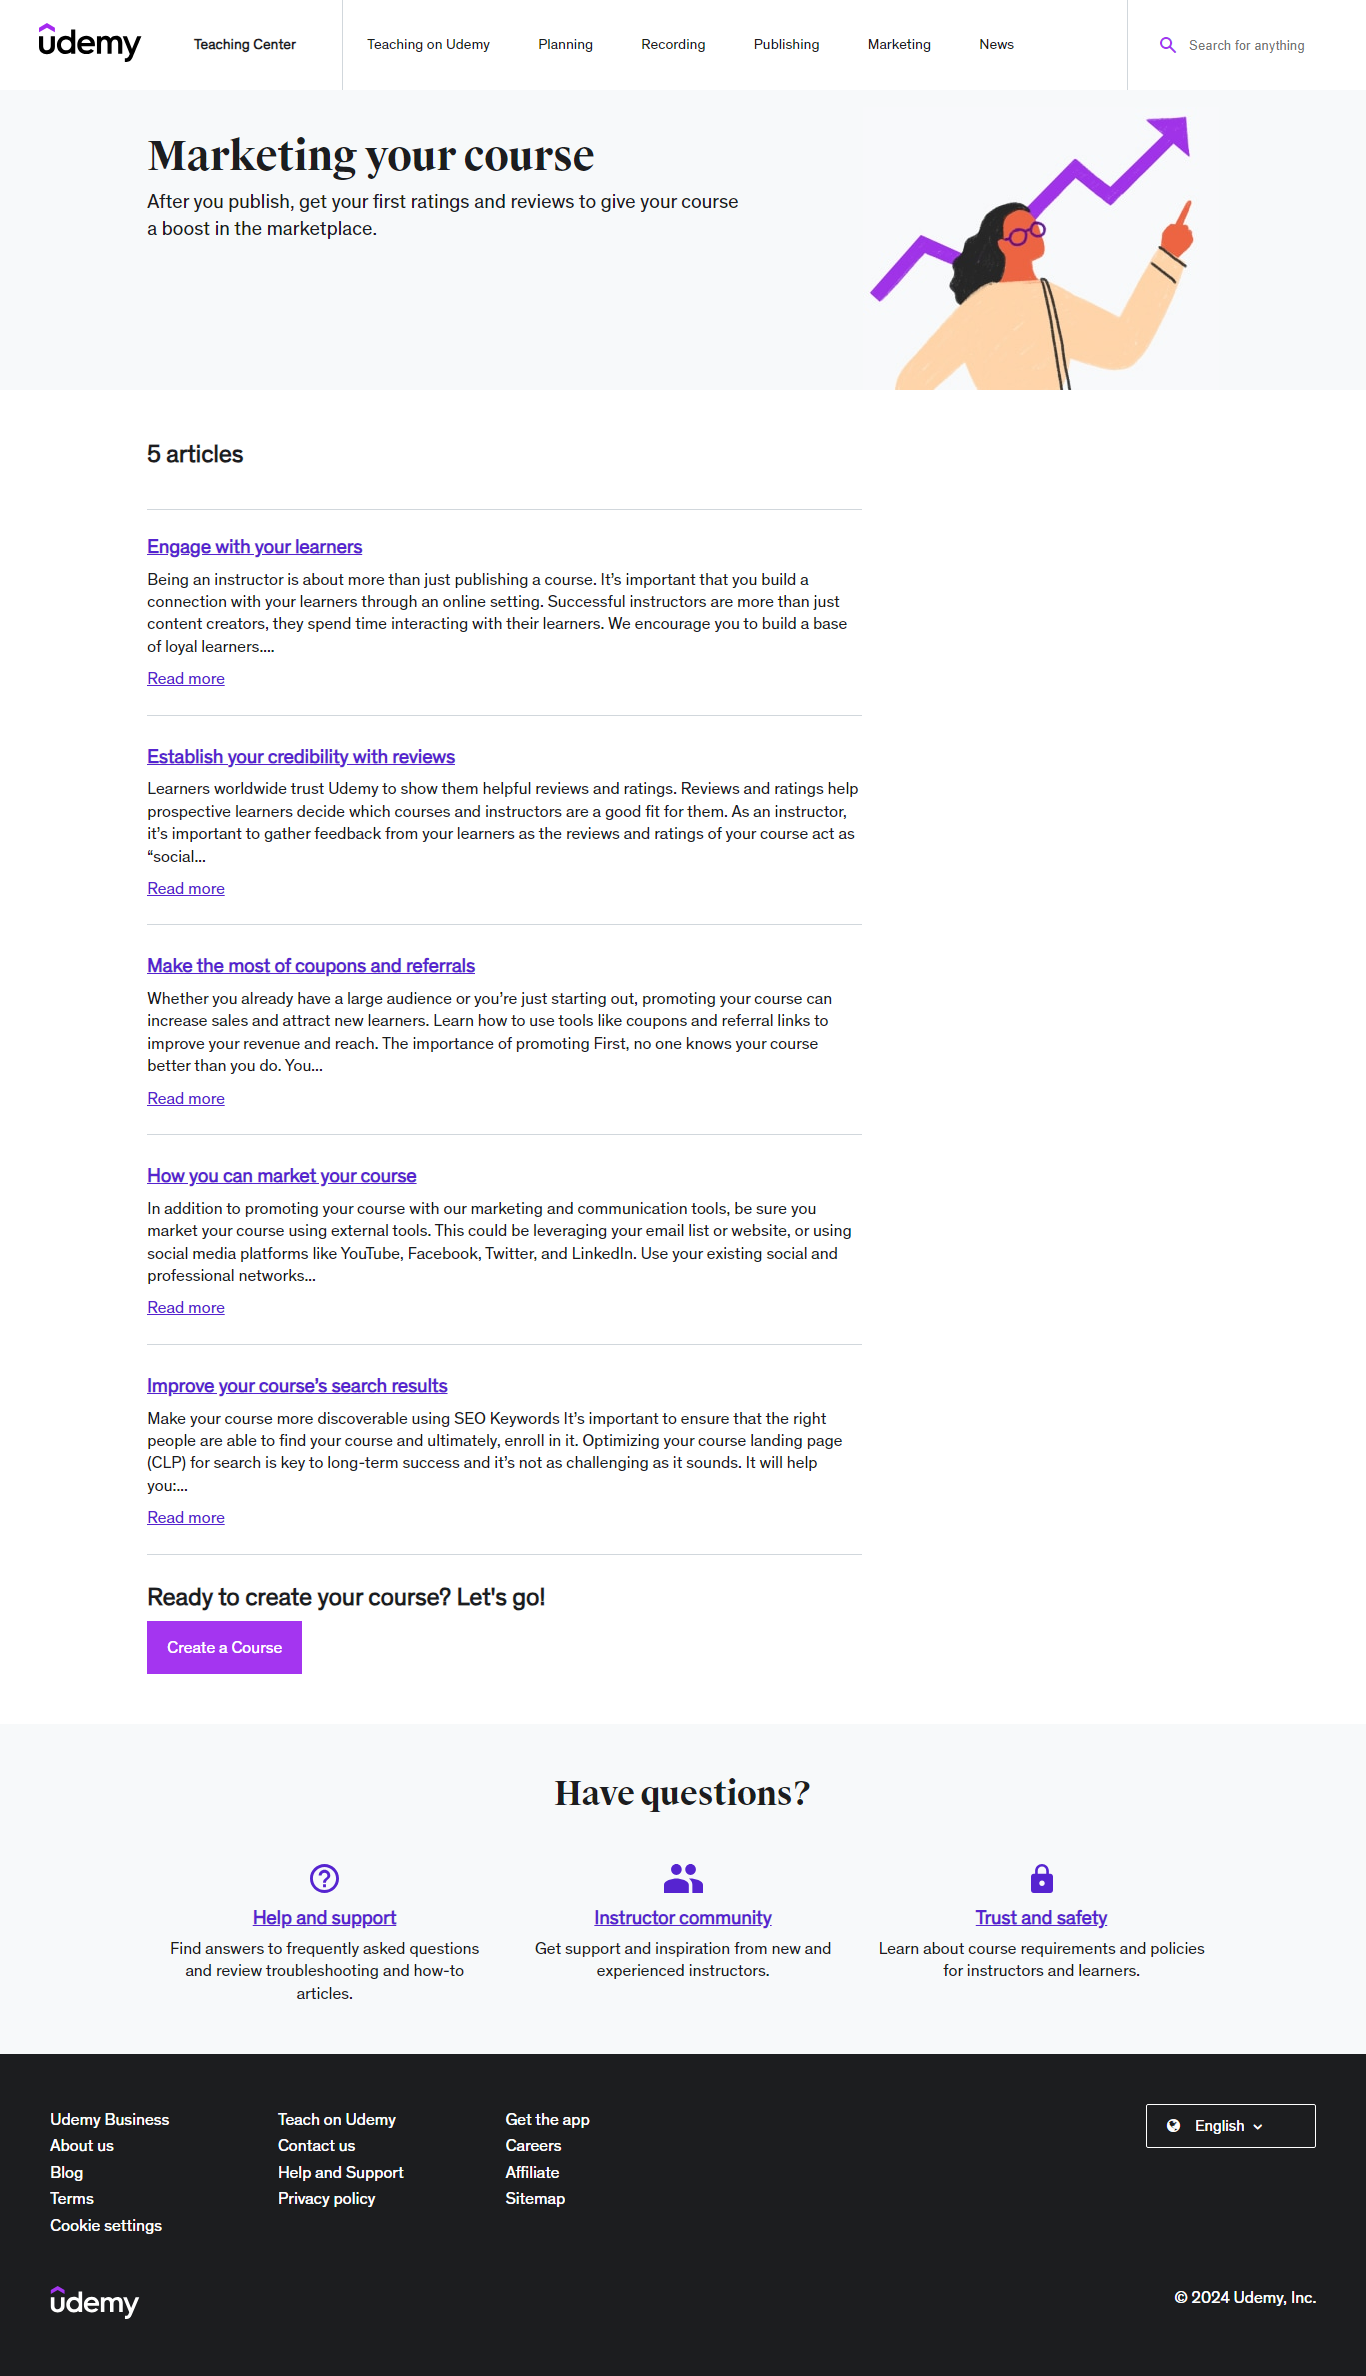 udemy
Teaching Center
Teaching on Udemy
Planning
Recording
Publishing
Marketing
News
Search for anything
Marketing your course
After you publish, get your first ratings and reviews to give your course
a boost in the marketplace.
5 articles
Engage with your learners
Being an instructor is about more than just publishing a course. It’s important that you build a
connection with your learners through an online setting. Successful instructors are more than just
content creators, they spend time interacting with their learners. We encourage you to build a base
of loyal learners....
Read more
Establish your credibility with reviews
Learners worldwide trust Udemy to show them helpful reviews and ratings. Reviews and ratings help
prospective learners decide which courses and instructors are a good fit for them. As an instructor,
it’s important to gather feedback from your learners as the reviews and ratings of your course act as
“social...
Read more
Make the most of coupons and referrals
Whether you already have a large audience or you’re just starting out, promoting your course can
increase sales and attract new learners. Learn how to use tools like coupons and referral links to
improve your revenue and reach. The importance of promoting First, no one knows your course
better than you do. You...
Read more
How you can market your course
In addition to promoting your course with our marketing and communication tools, be sure you
market your course using external tools. This could be leveraging your email list or website, or using
social media platforms like YouTube, Facebook, Twitter, and LinkedIn. Use your existing social and
professional networks...
Read more
Improve your course’s search results
Make your course more discoverable using SEO Keywords It’s important to ensure that the right
people are able to find your course and ultimately, enroll in it. Optimizing your course landing page
(CLP) for search is key to long-term success and it’s not as challenging as it sounds. It will help
you:...
Read more
Ready to create your course? Let's go!
Create a Course
Have questions?
Help and support
Find answers to frequently asked questions
and review troubleshooting and how-to
articles.
Instructor community
Get support and inspiration from new and
experienced instructors.
Trust and safety
Learn about course requirements and policies
for instructors and learners.
Udemy Business
About us
Blog
Terms
Cookie settings
Teach on Udemy
Contact us
Help and Support
Privacy policy
Get the app
Careers
Affiliate
Sitemap
English
udemy
© 2024 Udemy, Inc.